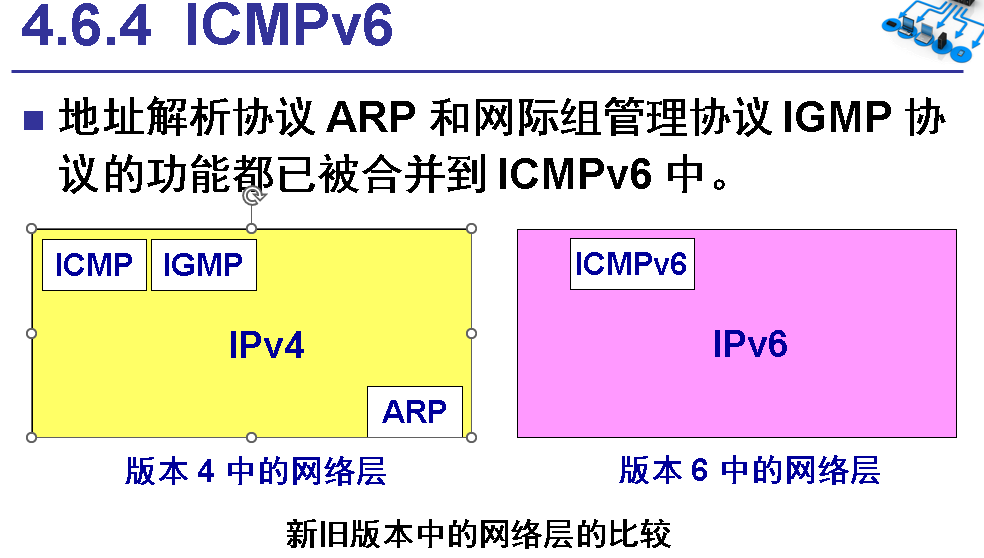 4.6.4 ICMPv6
地址解析协议 ARP 和网际组管理协议 IGMP 协
议的功能都已被合并到 ICMPv6 中。
ICMP IGMP
IPv4
ARP
版本 4 中的网络层
ICMPv6
IPv6
版本 6 中的网络层
新旧版本中的网络层的比较